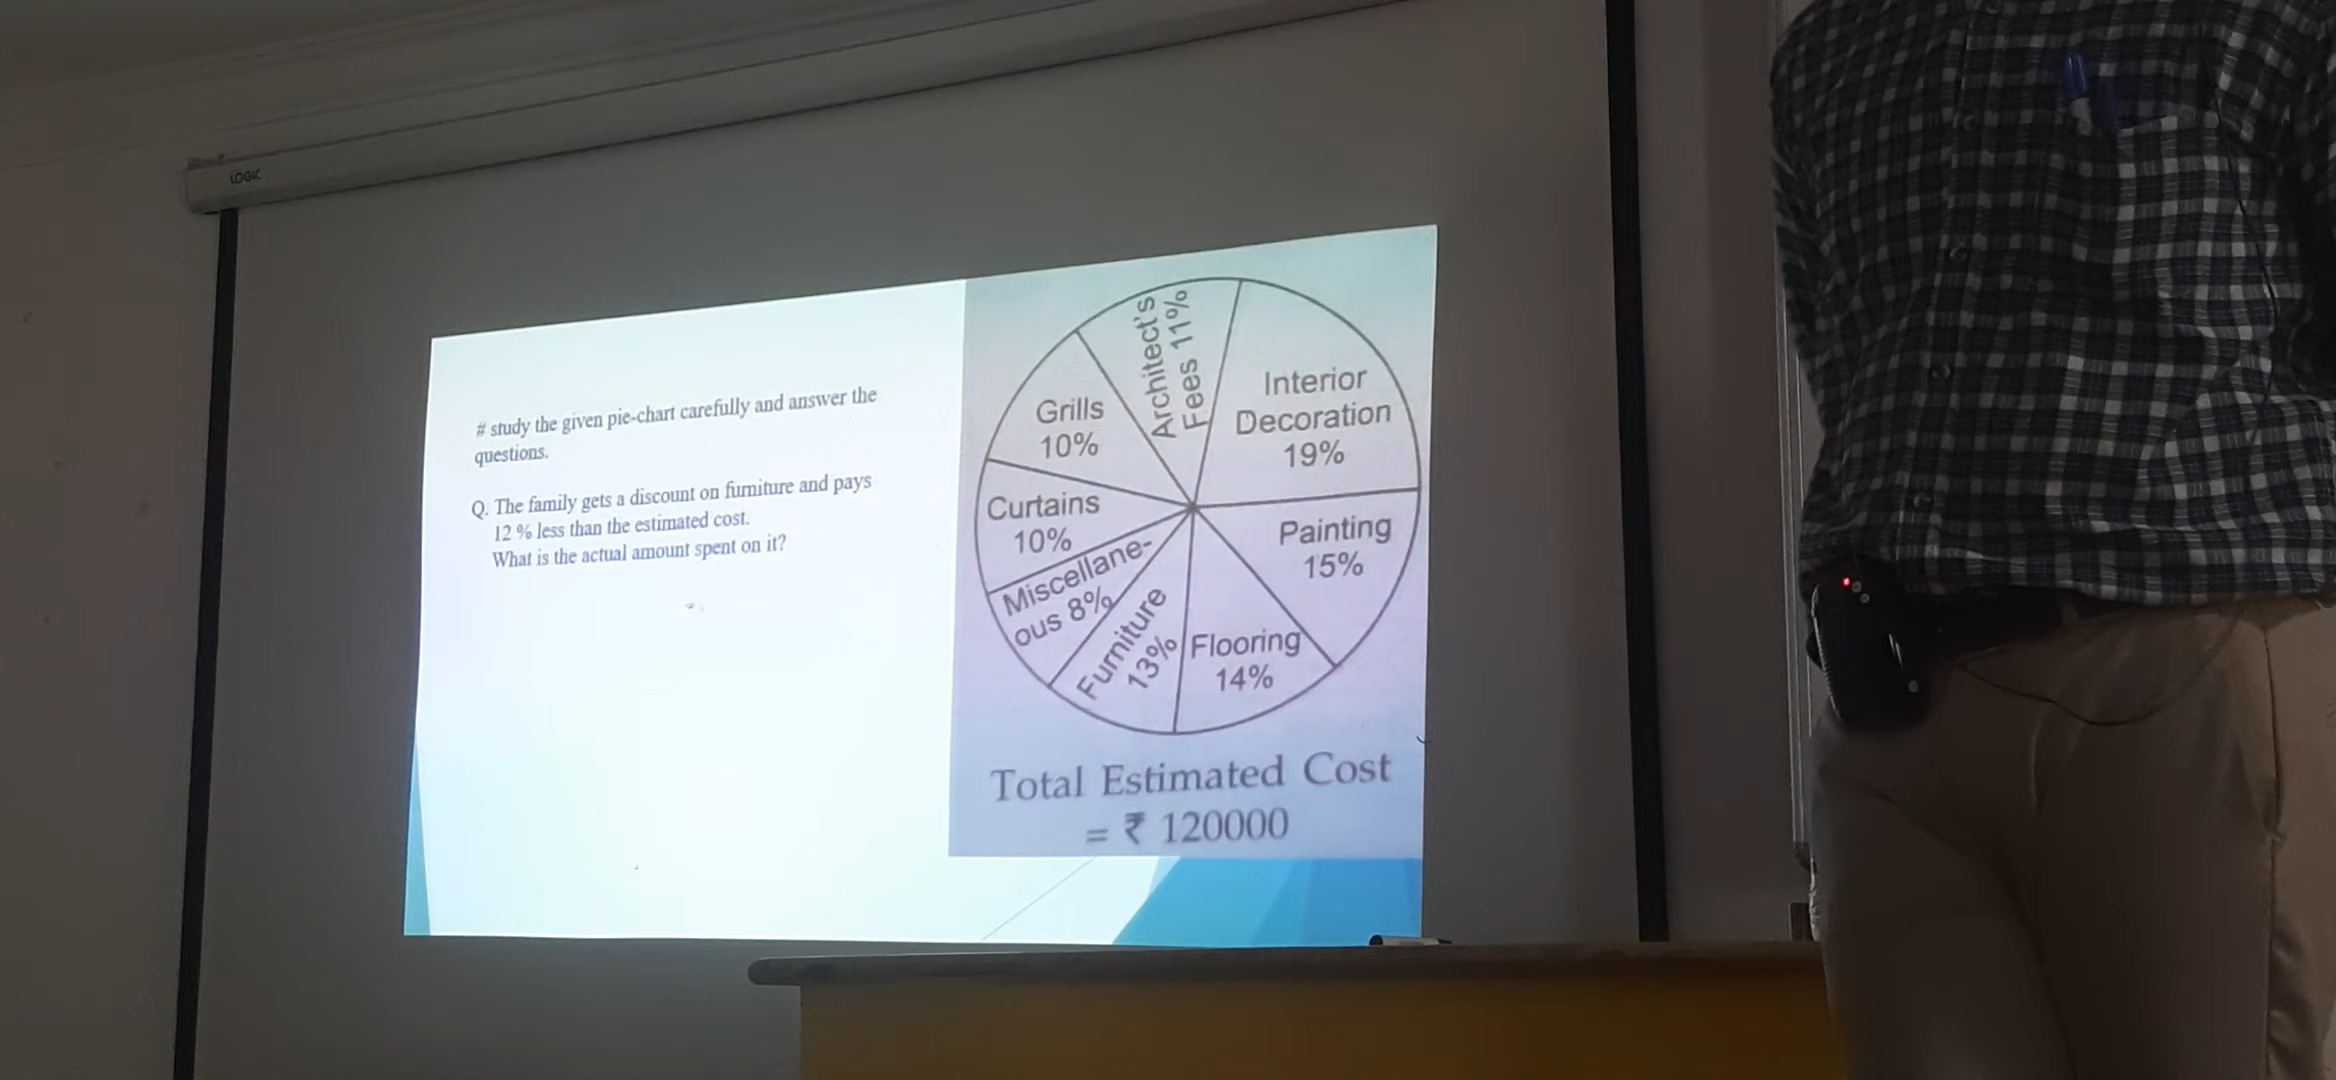 LOGIC
# study the given pie-chart carefully and answer the
questions.
Q. The family gets a discount on furniture and pays
12 % less than the estimated cost.
What is the actual amount spent on it?
Architect's
Fees 11%
Interior
Decoration
19%
Grills
10%
Curtains
10%
Painting
15%
Miscellane-
ous 8%
Furniture
13%
Flooring
14%
Total Estimated Cost
= ₹ 120000